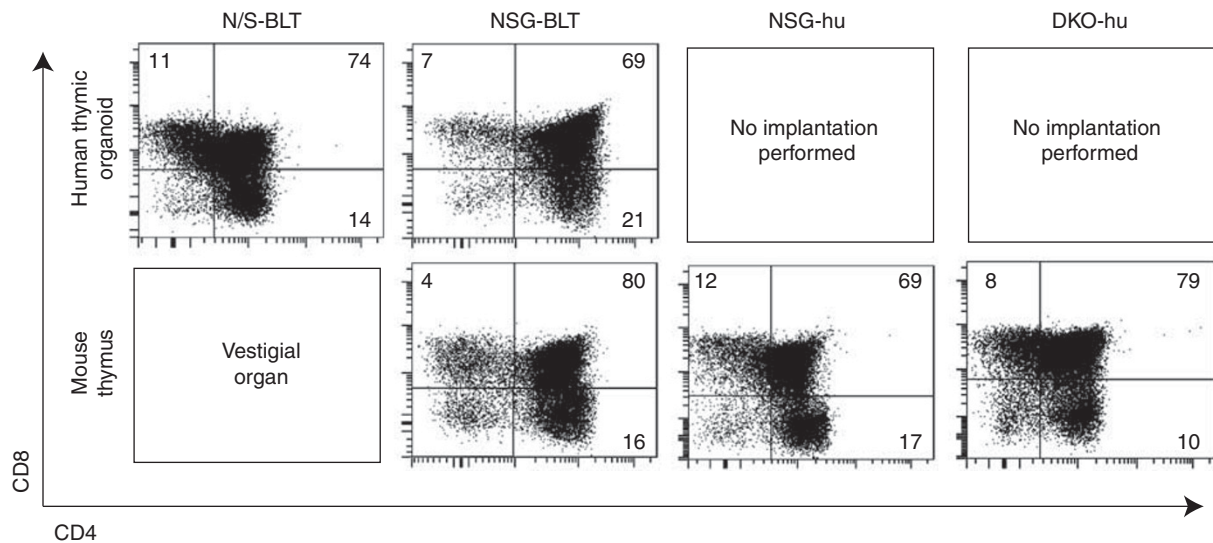 N/S-BLT NSG-BLT NSG-hu DKO-hu
Human thymic
organoid
11 74
14
7 69
21
No implantation
performed
No implantation
performed
Mouse
thymus
Vestigial
organ
4 80
16
12 69
17
8 79
10
CD8
CD4